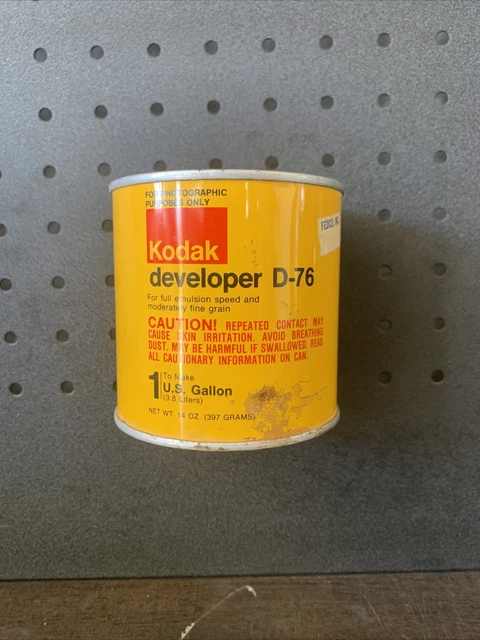 FOR PHOTOGRAPHIC
PURPOSES ONLY
Kodak
developer D-76
For full emulsion speed and
moderately fine grain
CAUTION! REPEATED CONTACT MAY
CAUSE SKIN IRRITATION. AVOID BREATHING
DUST. MAY BE HARMFUL IF SWALLOWED. READ
ALL CAUTIONARY INFORMATION ON CAN.
1 To Make
U.S. Gallon
(3.8 Liters)
NET WT. 14 OZ. (397 GRAMS)